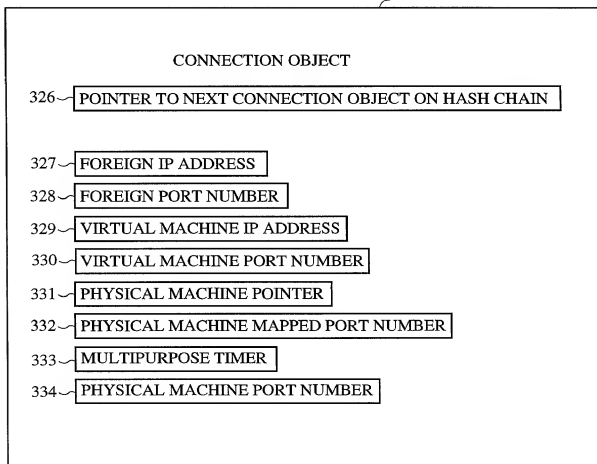 CONNECTION OBJECT
326 POINTER TO NEXT CONNECTION OBJECT ON HASH CHAIN
327 FOREIGN IP ADDRESS
328 FOREIGN PORT NUMBER
329 VIRTUAL MACHINE IP ADDRESS
330 VIRTUAL MACHINE PORT NUMBER
331 PHYSICAL MACHINE POINTER
332 PHYSICAL MACHINE MAPPED PORT NUMBER
333 MULTIPURPOSE TIMER
334 PHYSICAL MACHINE PORT NUMBER